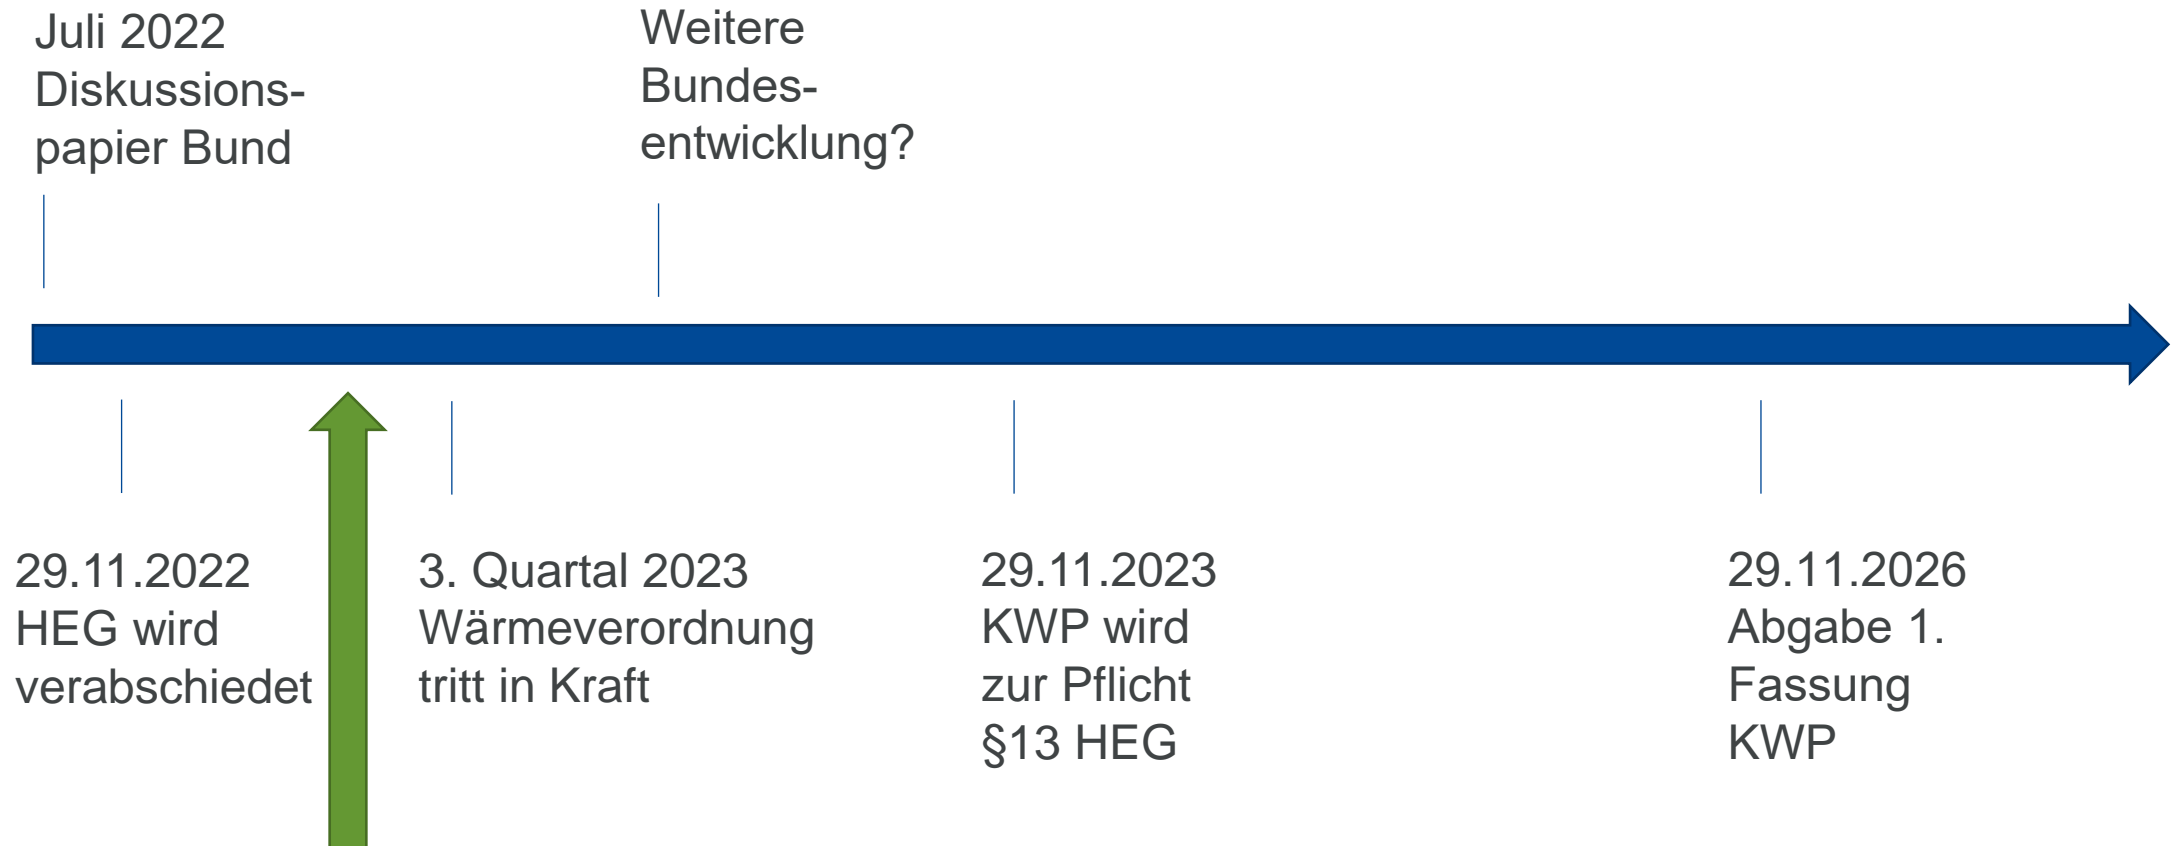 Juli 2022
Diskussions-
papier Bund
Weitere
Bundes-
entwicklung?
29.11.2022
HEG wird
verabschiedet
3. Quartal 2023
Wärmeverordnung
tritt in Kraft
29.11.2023
KWP wird
zur Pflicht
§13 HEG
29.11.2026
Abgabe 1.
Fassung
KWP